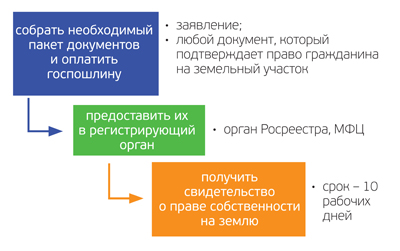 собрать необходимый
пакет документов
и оплатить
госпошлину
• заявление;
• любой документ, который
подтверждает право гражданина
на земельный участок
предоставить их
в регистрирующий
орган
• орган Росреестра, МФЦ
получить
свидетельство
о праве собственности
на землю
• срок – 10
рабочих
дней